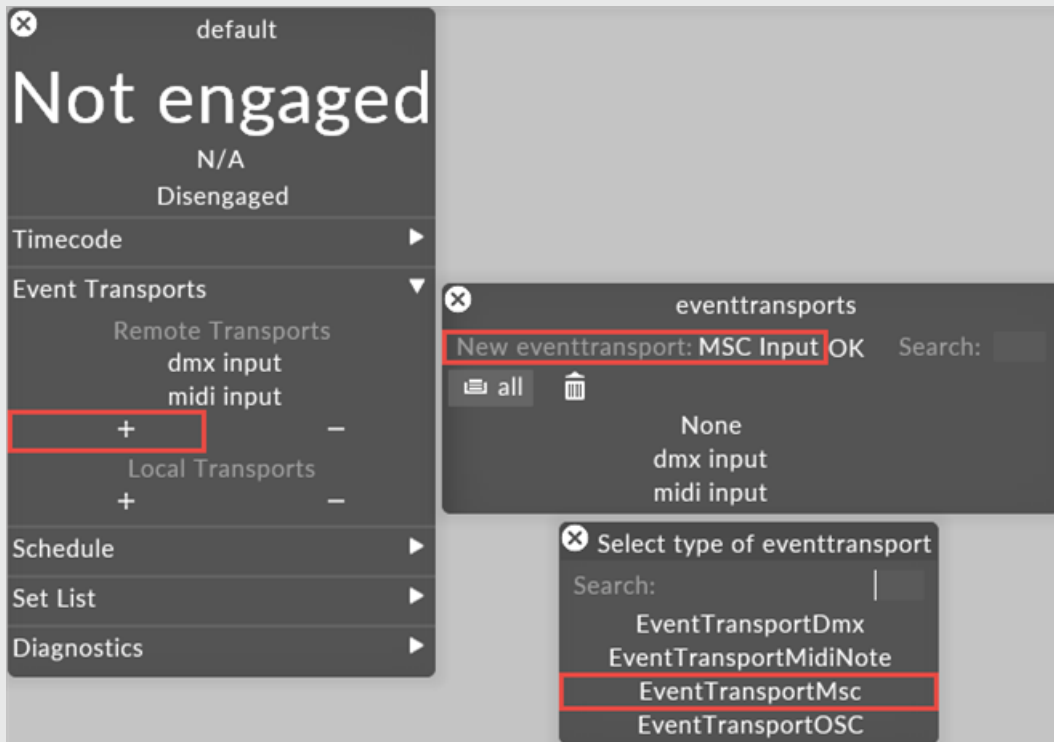 default
Not engaged
N/A
Disengaged
Timecode
Event Transports
Remote Transports
dmx input
midi input
+ −
Local Transports
+ −
Schedule
Set List
Diagnostics
eventtransports
New eventtransport: MSC Input OK Search:
all
None
dmx input
midi input
Select type of eventtransport
Search:
EventTransportDmx
EventTransportMidiNote
EventTransportMsc
EventTransportOSC